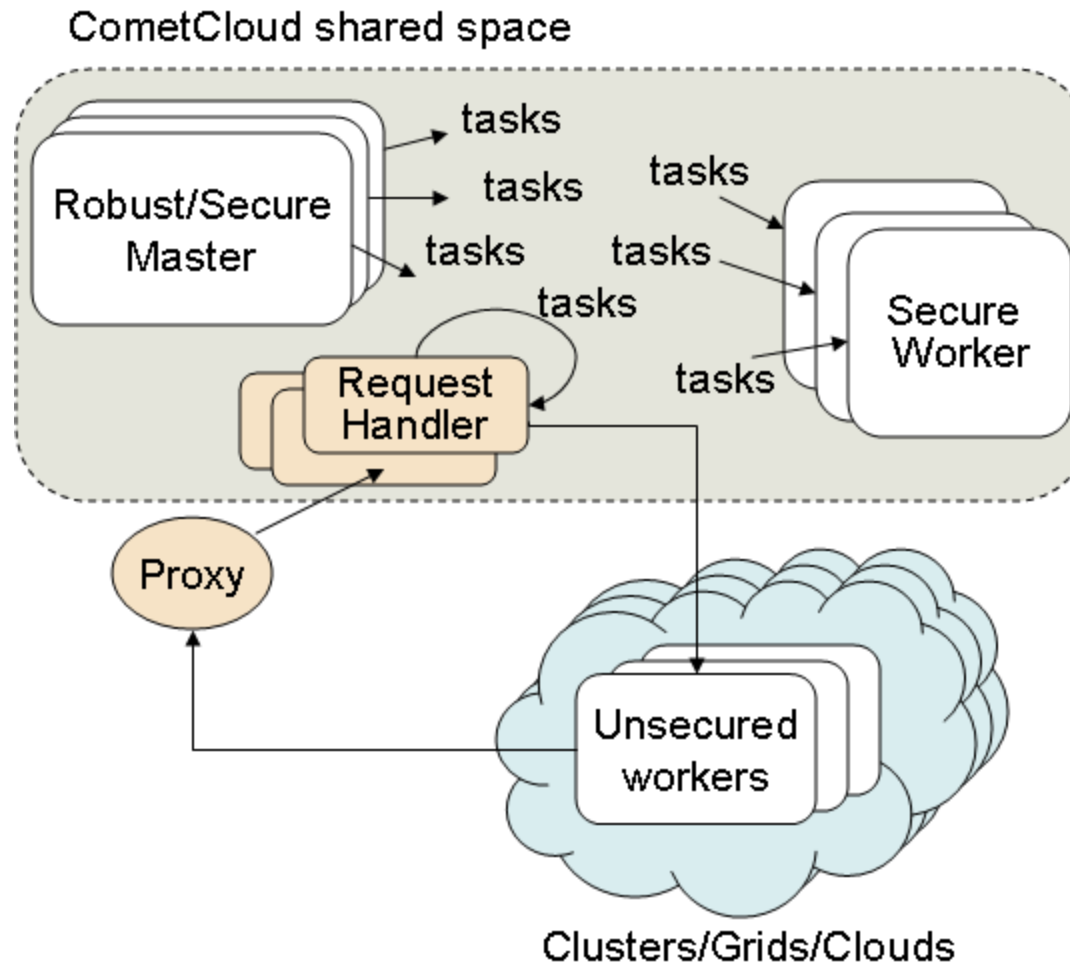 CometCloud shared space
Robust/Secure
Master
tasks
tasks
tasks
tasks
tasks
tasks
tasks
Secure
Worker
Request
Handler
Proxy
Unsecured
workers
Clusters/Grids/Clouds